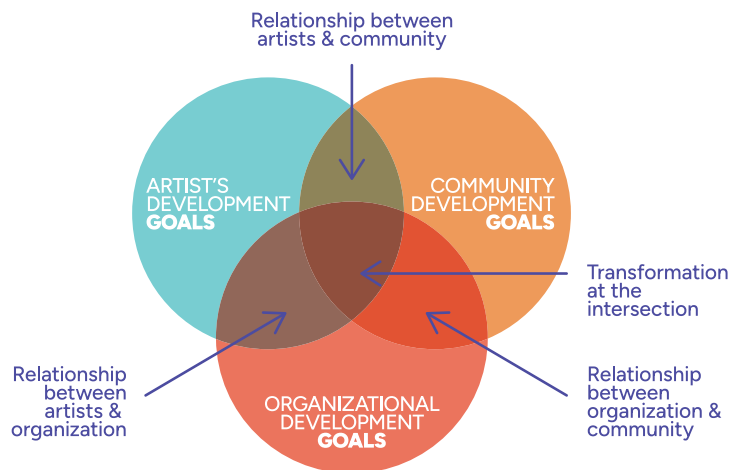 Relationship between
artists & community
ARTIST'S
DEVELOPMENT
GOALS
COMMUNITY
DEVELOPMENT
GOALS
Transformation
at the
intersection
Relationship
between
artists &
organization
ORGANIZATIONAL
DEVELOPMENT
GOALS
Relationship
between
organization &
community